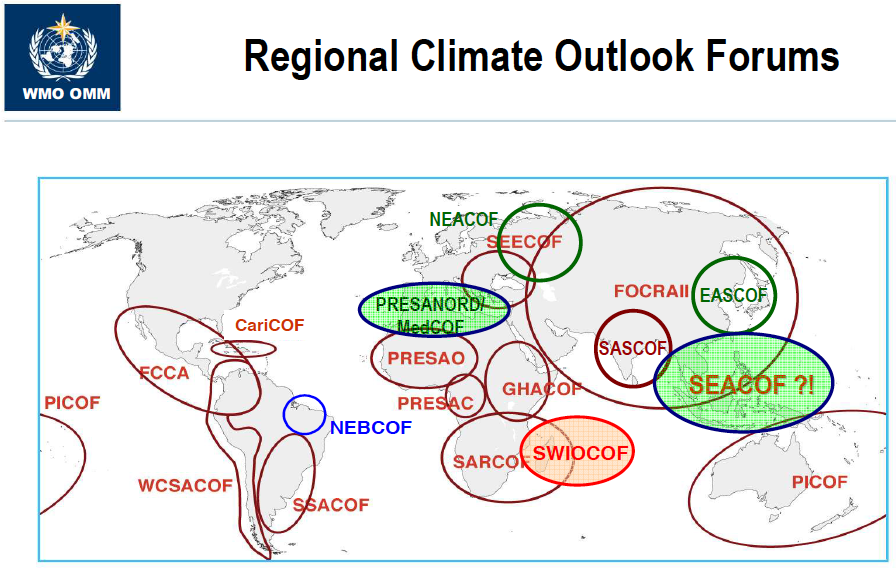 WMO OMM
Regional Climate Outlook Forums
NEACOF
SEECOF
FOCRAII
EASCOF
PRESANORD/
MedCOF
CariCOF
SASCOF
PRESAO
FCCA
SEACOF ?!
GHACOF
PICOF
PRESAC
NEBCOF
SWIOCOF
SARCOF
PICOF
WCSACOF
SSACOF